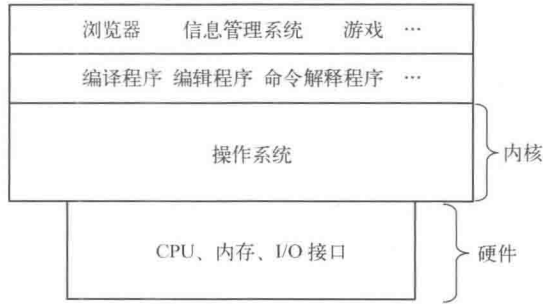 浏览器 信息管理系统 游戏 …
编译程序 编辑程序 命令解释程序 …
操作系统
内核
CPU、内存、I/O 接口
硬件